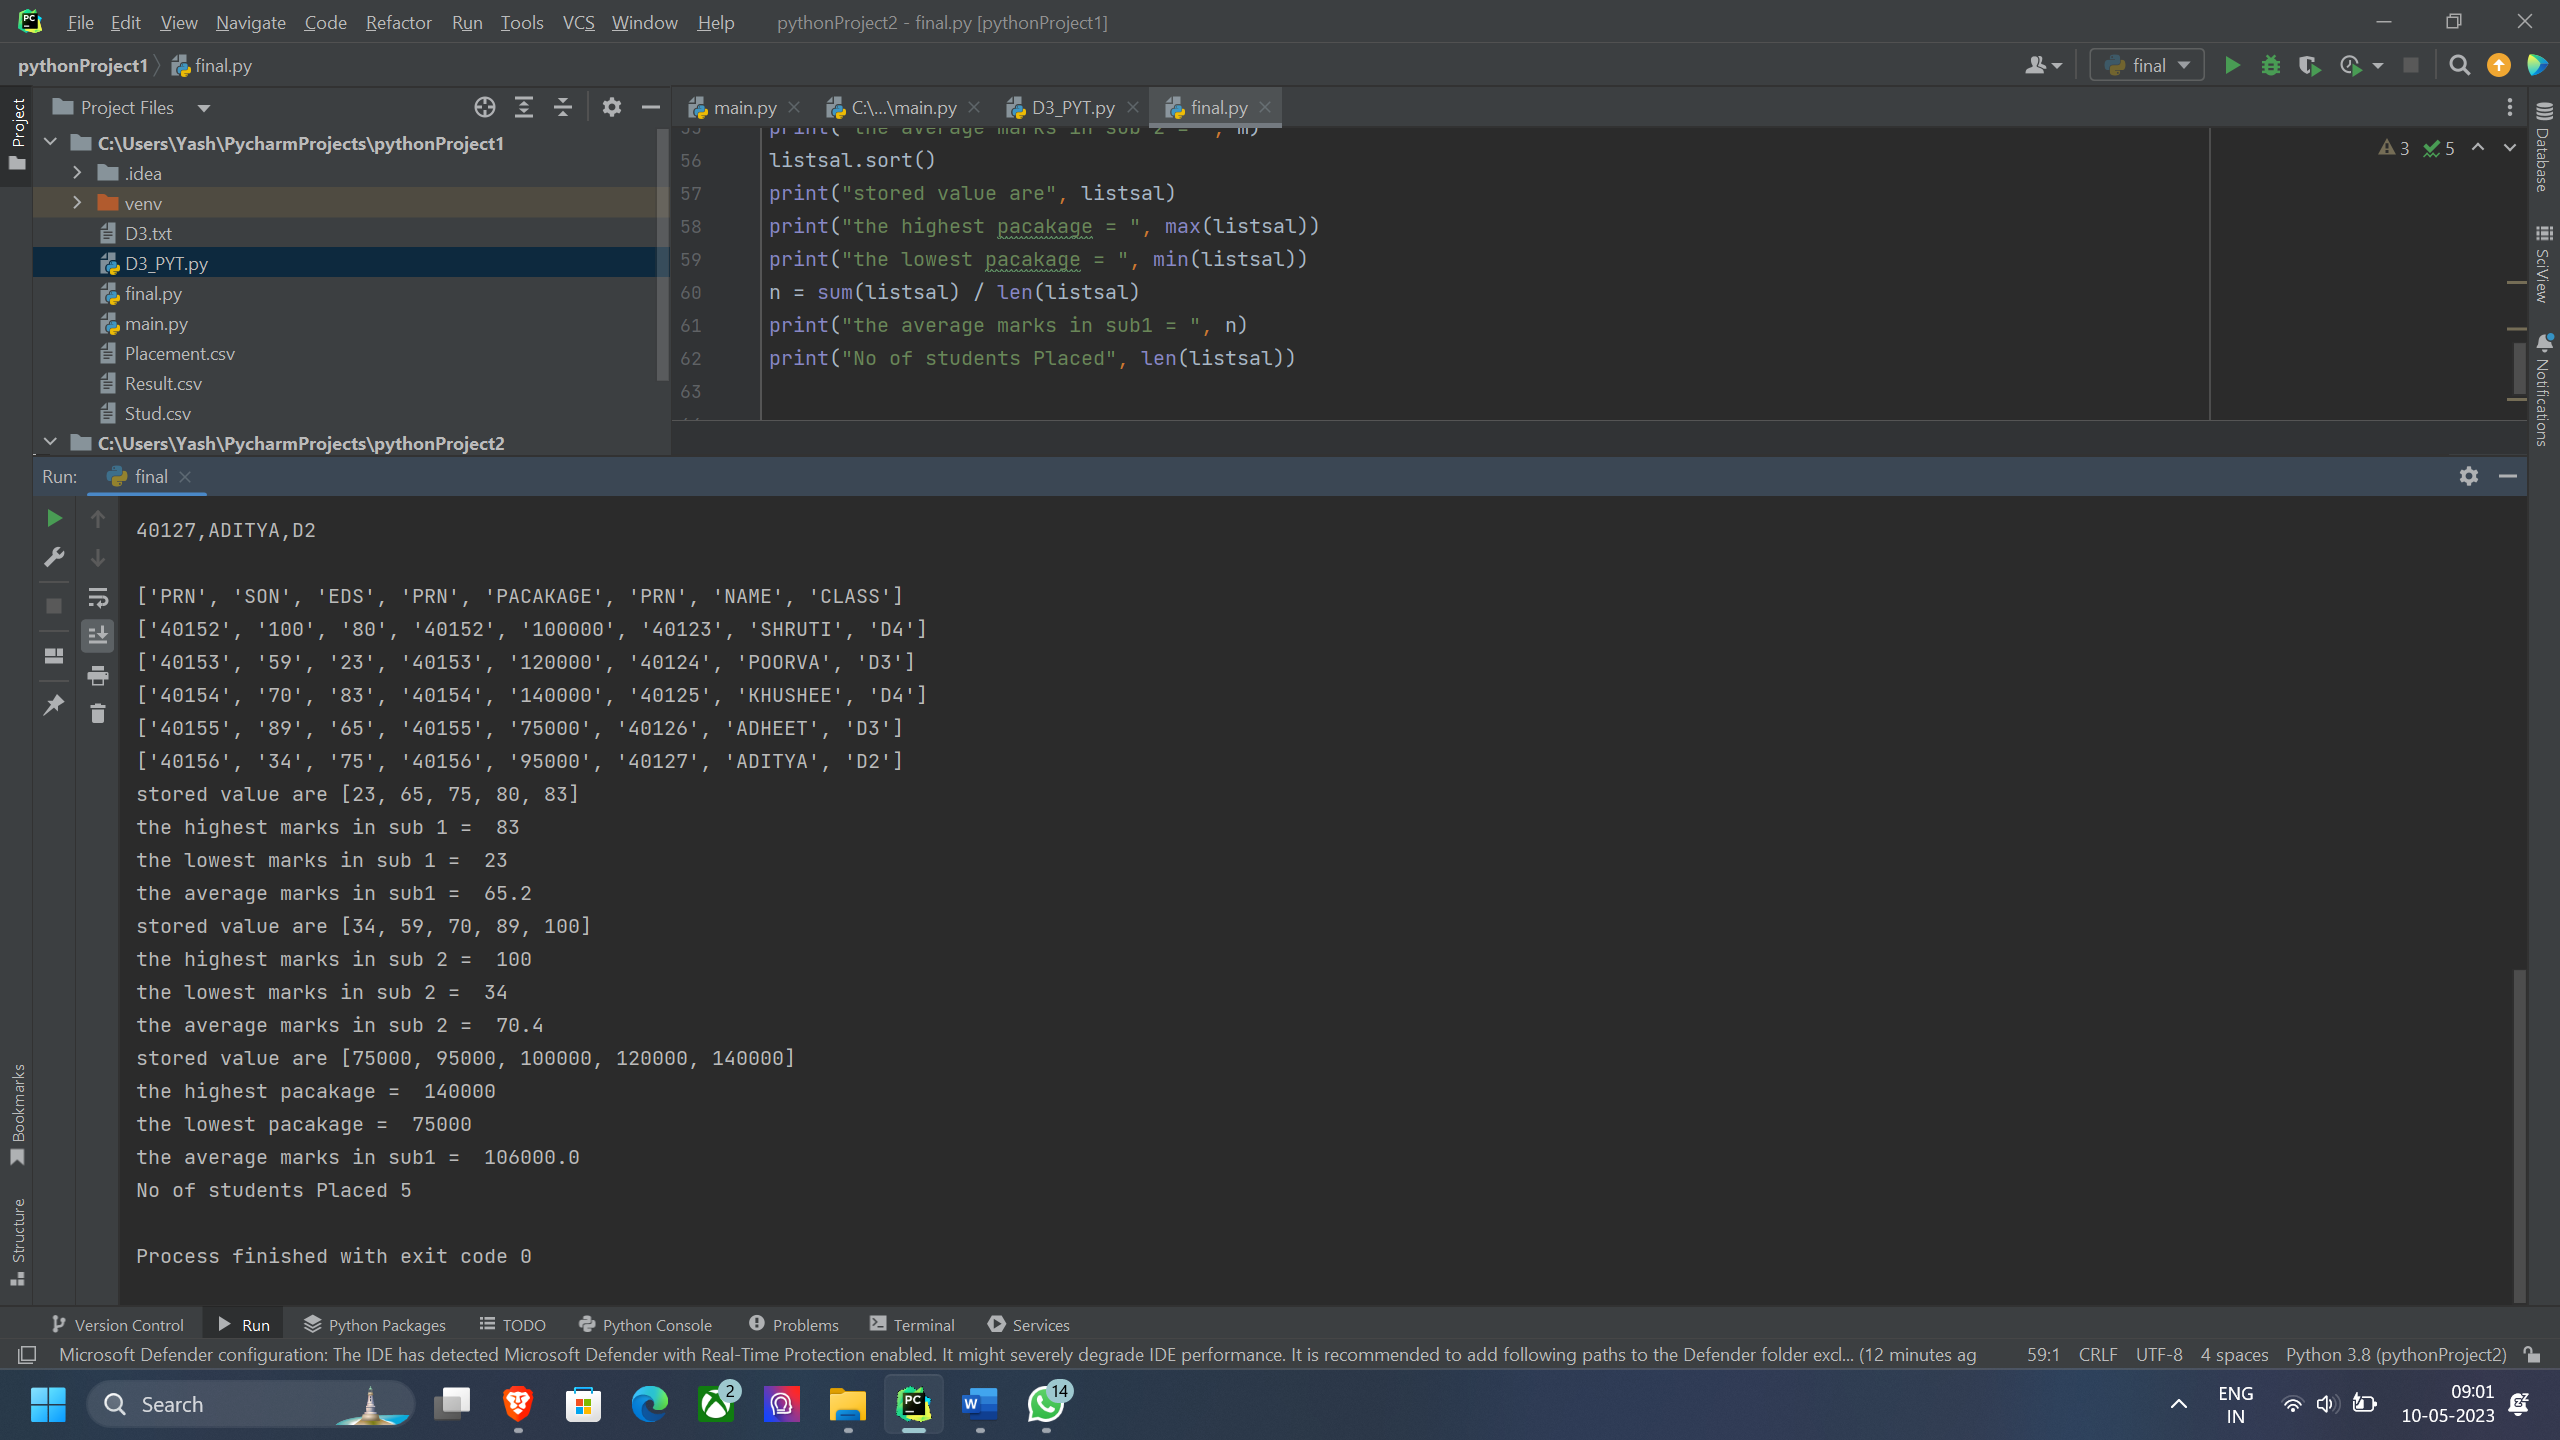 File Edit View Navigate Code Refactor Run Tools VCS Window Help pythonProject2 - final.py [pythonProject1]
pythonProject1 final.py final
Project
Project Files
main.py C:\...\main.py D3_PYT.py final.py
C:\Users\Yash\PycharmProjects\pythonProject1
.idea
venv
D3.txt
D3_PYT.py
final.py
main.py
Placement.csv
Result.csv
Stud.csv
C:\Users\Yash\PycharmProjects\pythonProject2
55 print("the average marks in sub 2 = ", m)
56 listsal.sort()
57 print("stored value are", listsal)
58 print("the highest pacakage = ", max(listsal))
59 print("the lowest pacakage = ", min(listsal))
60 n = sum(listsal) / len(listsal)
61 print("the average marks in sub1 = ", n)
62 print("No of students Placed", len(listsal))
63
3 5
Database
SciView
Notifications
Run: final
40127,ADITYA,D2
['PRN', 'SON', 'EDS', 'PRN', 'PACAKAGE', 'PRN', 'NAME', 'CLASS']
['40152', '100', '80', '40152', '100000', '40123', 'SHRUTI', 'D4']
['40153', '59', '23', '40153', '120000', '40124', 'POORVA', 'D3']
['40154', '70', '83', '40154', '140000', '40125', 'KHUSHEE', 'D4']
['40155', '89', '65', '40155', '75000', '40126', 'ADHEET', 'D3']
['40156', '34', '75', '40156', '95000', '40127', 'ADITYA', 'D2']
stored value are [23, 65, 75, 80, 83]
the highest marks in sub 1 =  83
the lowest marks in sub 1 =  23
the average marks in sub1 =  65.2
stored value are [34, 59, 70, 89, 100]
the highest marks in sub 2 =  100
the lowest marks in sub 2 =  34
the average marks in sub 2 =  70.4
stored value are [75000, 95000, 100000, 120000, 140000]
the highest pacakage =  140000
the lowest pacakage =  75000
the average marks in sub1 =  106000.0
No of students Placed 5
Process finished with exit code 0
Bookmarks
Structure
Version Control Run Python Packages TODO Python Console Problems Terminal Services
Microsoft Defender configuration: The IDE has detected Microsoft Defender with Real-Time Protection enabled. It might severely degrade IDE performance. It is recommended to add following paths to the Defender folder excl... (12 minutes ag 59:1 CRLF UTF-8 4 spaces Python 3.8 (pythonProject2)
Search 2 PC W 14 ENG IN 09:01
10-05-2023